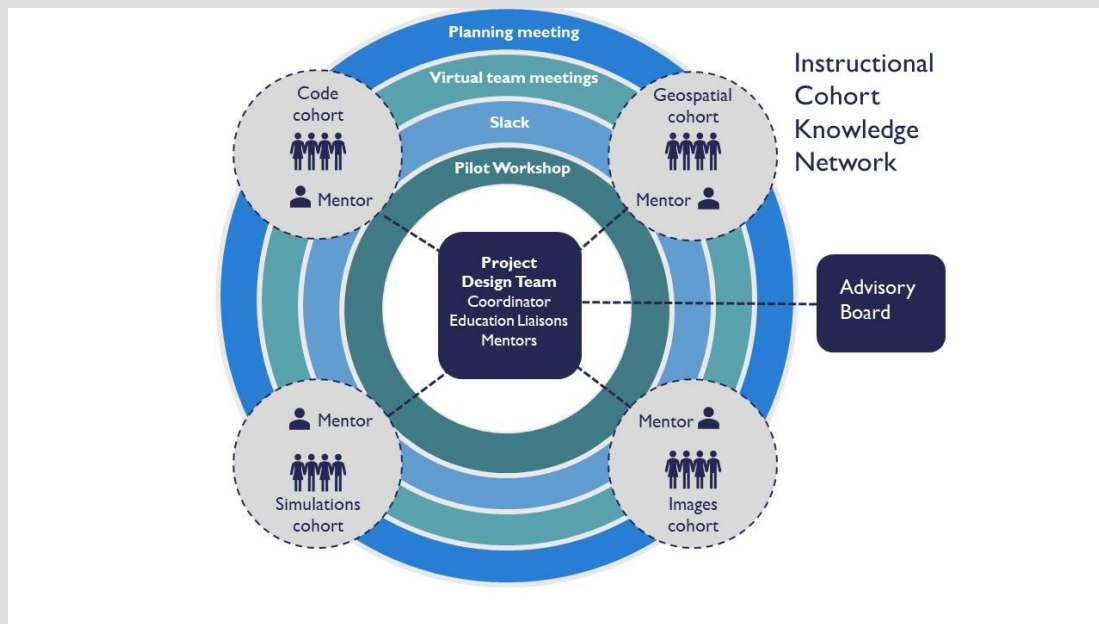 Planning meeting
Virtual team meetings
Slack
Pilot Workshop
Instructional
Cohort
Knowledge
Network
Code
cohort
Mentor
Geospatial
cohort
Mentor
Project
Design Team
Coordinator
Education Liaisons
Mentors
Advisory
Board
Mentor
Simulations
cohort
Mentor
Images
cohort